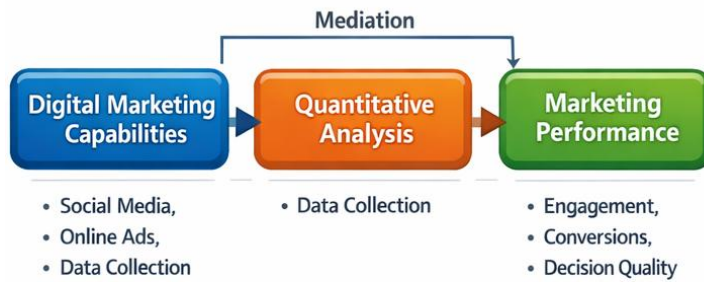 Mediation
Digital Marketing
Capabilities
Quantitative
Analysis
Marketing
Performance
• Social Media,
• Online Ads,
• Data Collection
• Data Collection
• Engagement,
• Conversions,
• Decision Quality